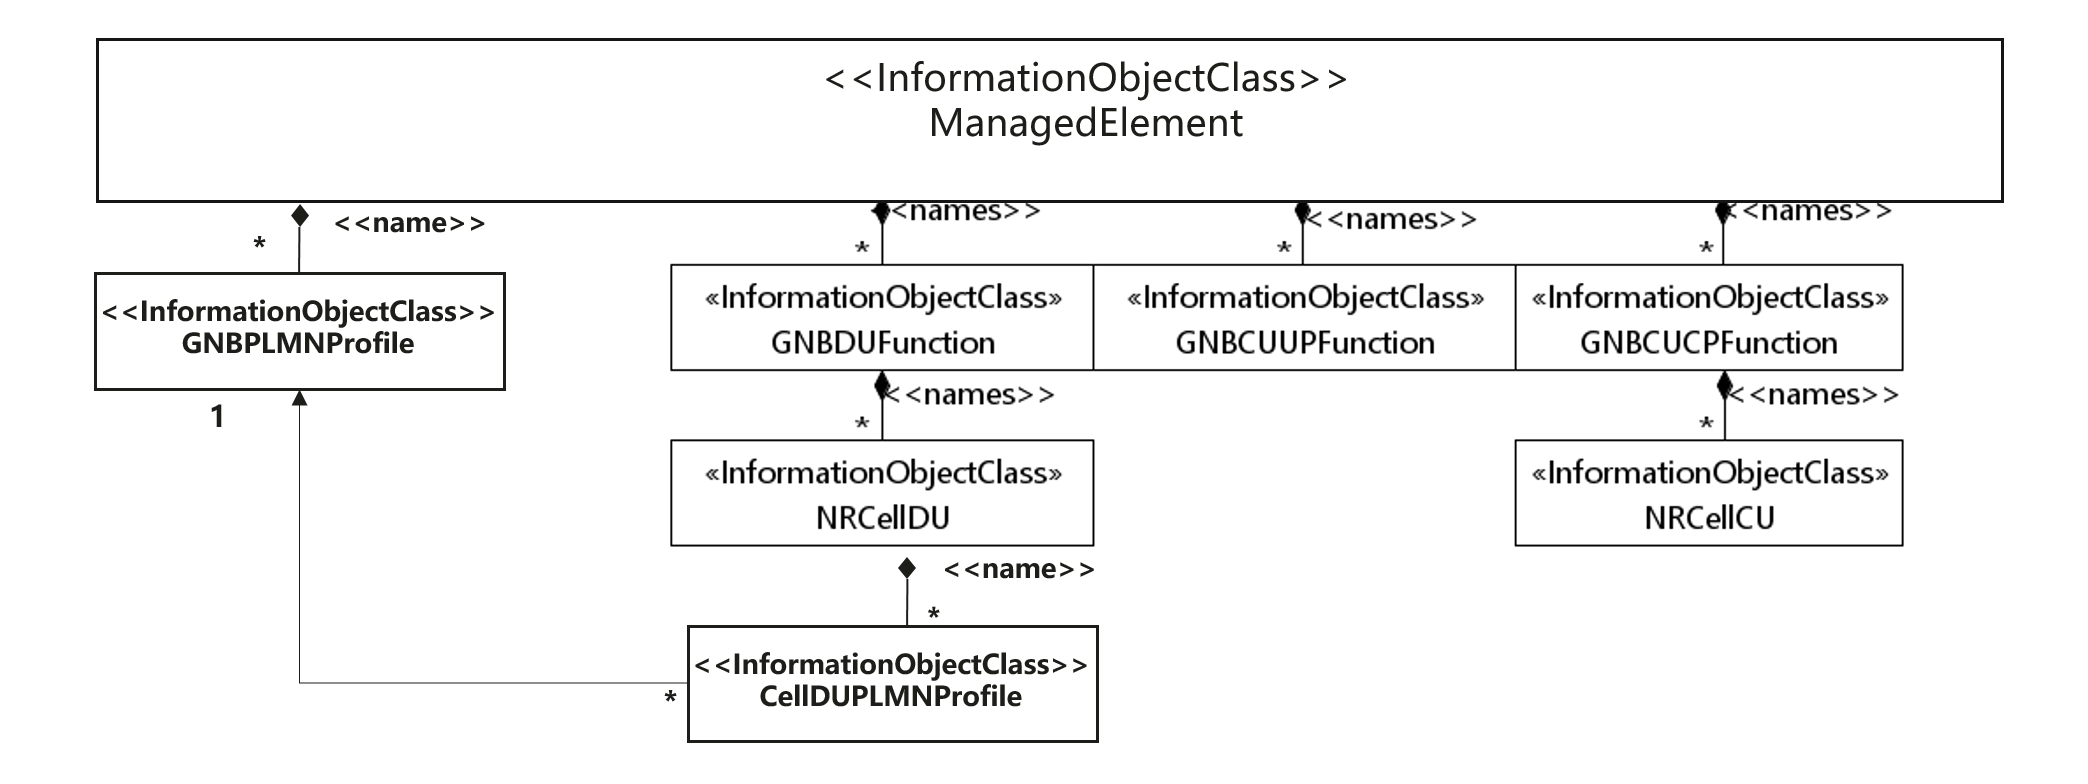 <<InformationObjectClass>>
ManagedElement
<<name>>
*
<names>>
*
<<names>>
*
<names>>
*
<<InformationObjectClass>>
GNBPLMNProfile
«InformationObjectClass»
GNBDUFunction
«InformationObjectClass»
GNBCUUPFunction
«InformationObjectClass»
GNBCUCPFunction
1
<<names>>
*
<<names>>
*
«InformationObjectClass»
NRCellDU
«InformationObjectClass»
NRCellCU
<<name>>
*
<<InformationObjectClass>>
CellDUPLMNProfile
*